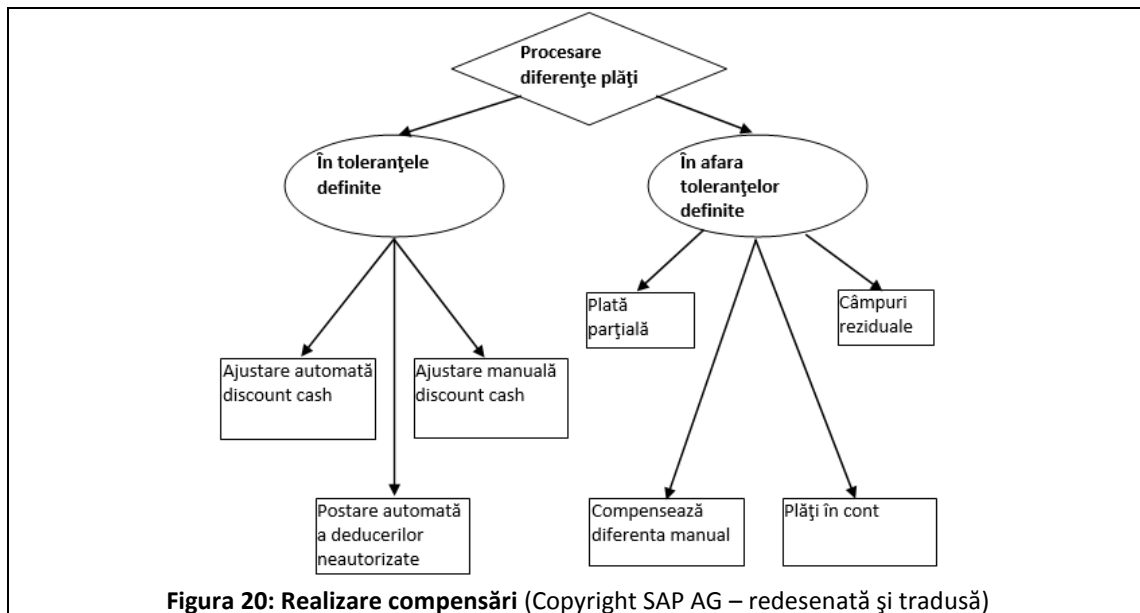 Procesare
diferenţe plăţi
În toleranţele
definite
În afara
toleranţelor
definite
Plată
parţială
Câmpuri
reziduale
Ajustare automată
discount cash
Ajustare manuală
discount cash
Postare automată
a deducerilor
neautorizate
Compensează
diferenta manual
Plăţi în cont
Figura 20: Realizare compensări (Copyright SAP AG – redesenată şi tradusă)